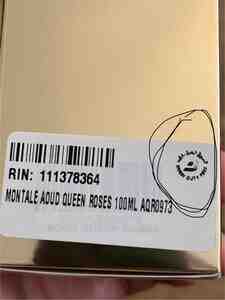 RIN: 111378364
MONTALE AOUD QUEEN ROSES 100ML AQR0973